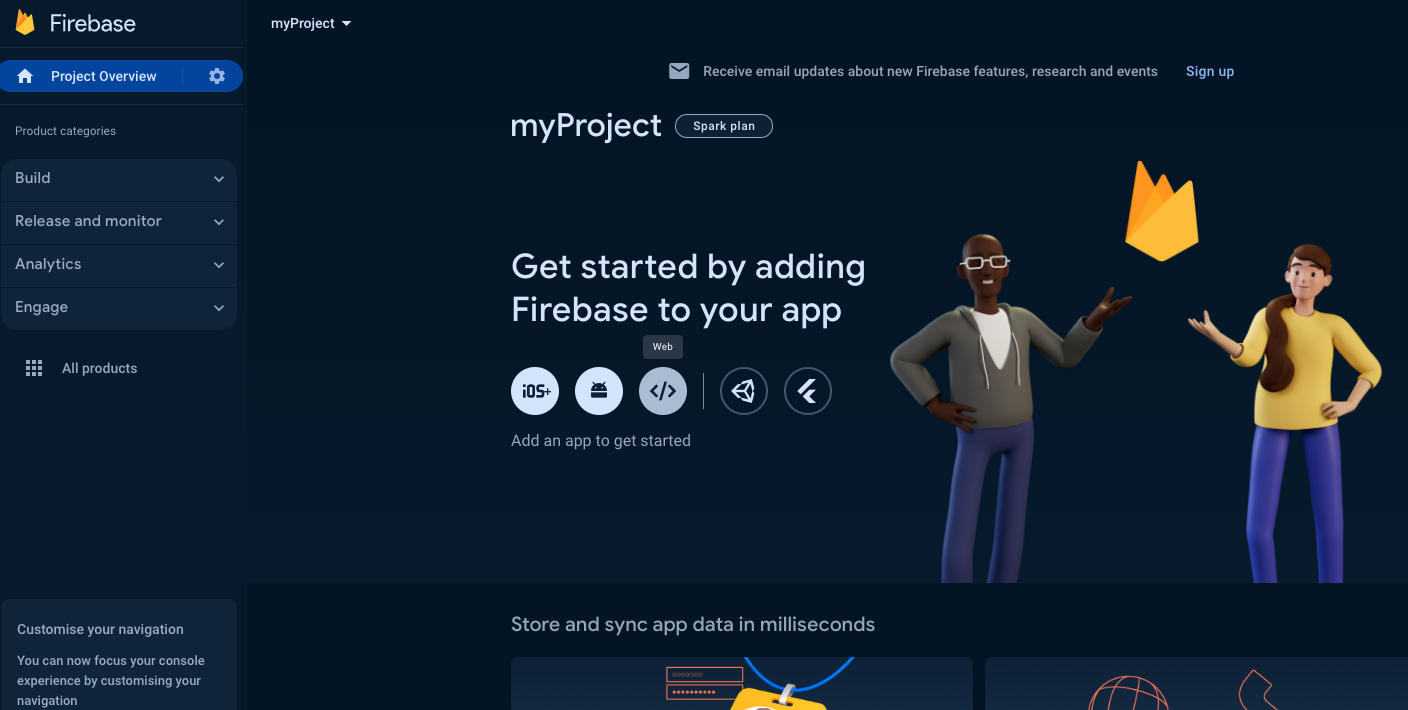 Firebase
myProject
Project Overview
Receive email updates about new Firebase features, research and events
Sign up
Product categories
myProject
Spark plan
Build
Release and monitor
Analytics
Engage
All products
Get started by adding
Firebase to your app
Web
iOS+
Add an app to get started
Customise your navigation
You can now focus your console
experience by customising your
navigation
Store and sync app data in milliseconds